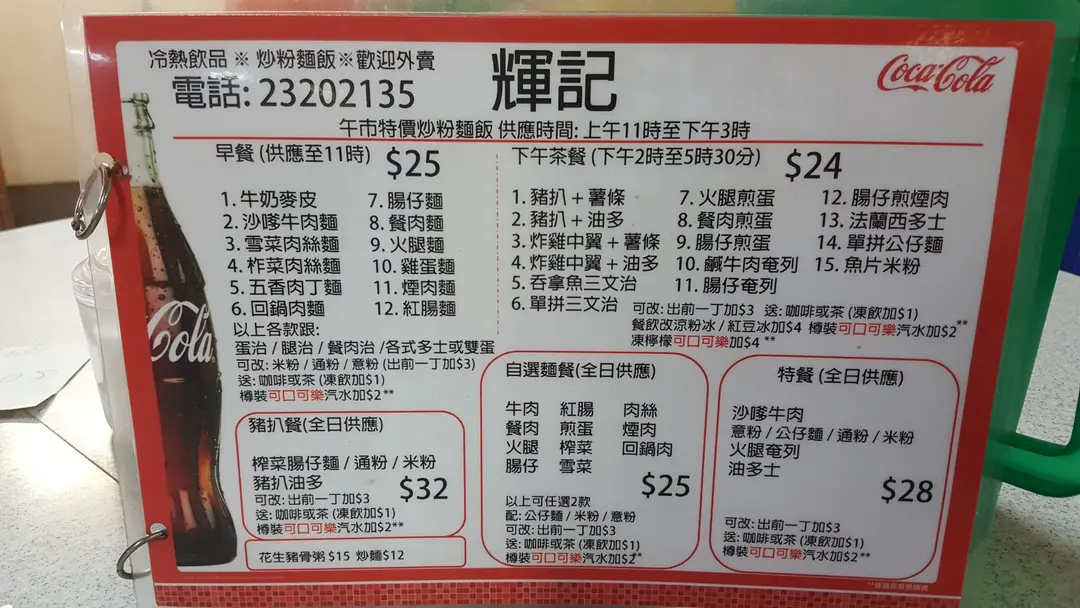 冷熱飲品 ※ 炒粉麵飯※歡迎外賣
電話: 23202135
輝記
Coca-Cola
午市特價炒粉麵飯 供應時間: 上午11時至下午3時
早餐 (供應至11時) $25
1. 牛奶麥皮
2. 沙嗲牛肉麵
3. 雪菜肉絲麵
4. 柞菜肉絲麵
5. 五香肉丁麵
6. 回鍋肉麵
7. 腸仔麵
8. 餐肉麵
9. 火腿麵
10. 雞蛋麵
11. 煙肉麵
12. 紅腸麵
以上各款跟:
蛋治 / 腿治 / 餐肉治 /各式多士或雙蛋
可改: 米粉 / 通粉 / 意粉 (出前一丁加$3)
送: 咖啡或茶 (凍飲加$1)
樽裝可口可樂汽水加$2**
下午茶餐 (下午2時至5時30分) $24
1. 豬扒 + 薯條
2. 豬扒 + 油多
3. 炸雞中翼 + 薯條
4. 炸雞中翼 + 油多
5. 吞拿魚三文治
6. 單拼三文治
7. 火腿煎蛋
8. 餐肉煎蛋
9. 腸仔煎蛋
10. 鹹牛肉奄列
11. 腸仔奄列
12. 腸仔煎煙肉
13. 法蘭西多士
14. 單拼公仔麵
15. 魚片米粉
可改: 出前一丁加$3 送: 咖啡或茶 (凍飲加$1)
餐飲改涼粉冰 / 紅豆冰加$4 樽裝可口可樂汽水加$2**
凍檸檬可口可樂加$4 **
Cola
豬扒餐(全日供應)
榨菜腸仔麵 / 通粉 / 米粉
豬扒油多
$32
可改: 出前一丁加$3
送: 咖啡或茶 (凍飲加$1)
樽裝可口可樂汽水加$2**
花生豬骨粥 $15 炒麵$12
自選麵餐(全日供應)
牛肉 紅腸 肉絲
餐肉 煎蛋 煙肉
火腿 榨菜 回鍋肉
腸仔 雪菜
$25
以上可任選2款
配: 公仔麵 / 米粉 / 意粉
可改: 出前一丁加$3
送: 咖啡或茶 (凍飲加$1)
樽裝可口可樂汽水加$2*
特餐 (全日供應)
沙嗲牛肉
意粉 / 公仔麵 / 通粉 / 米粉
火腿奄列
油多士
$28
可改: 出前一丁加$3
送: 咖啡或茶 (凍飲加$1)
樽裝可口可樂汽水加$2**